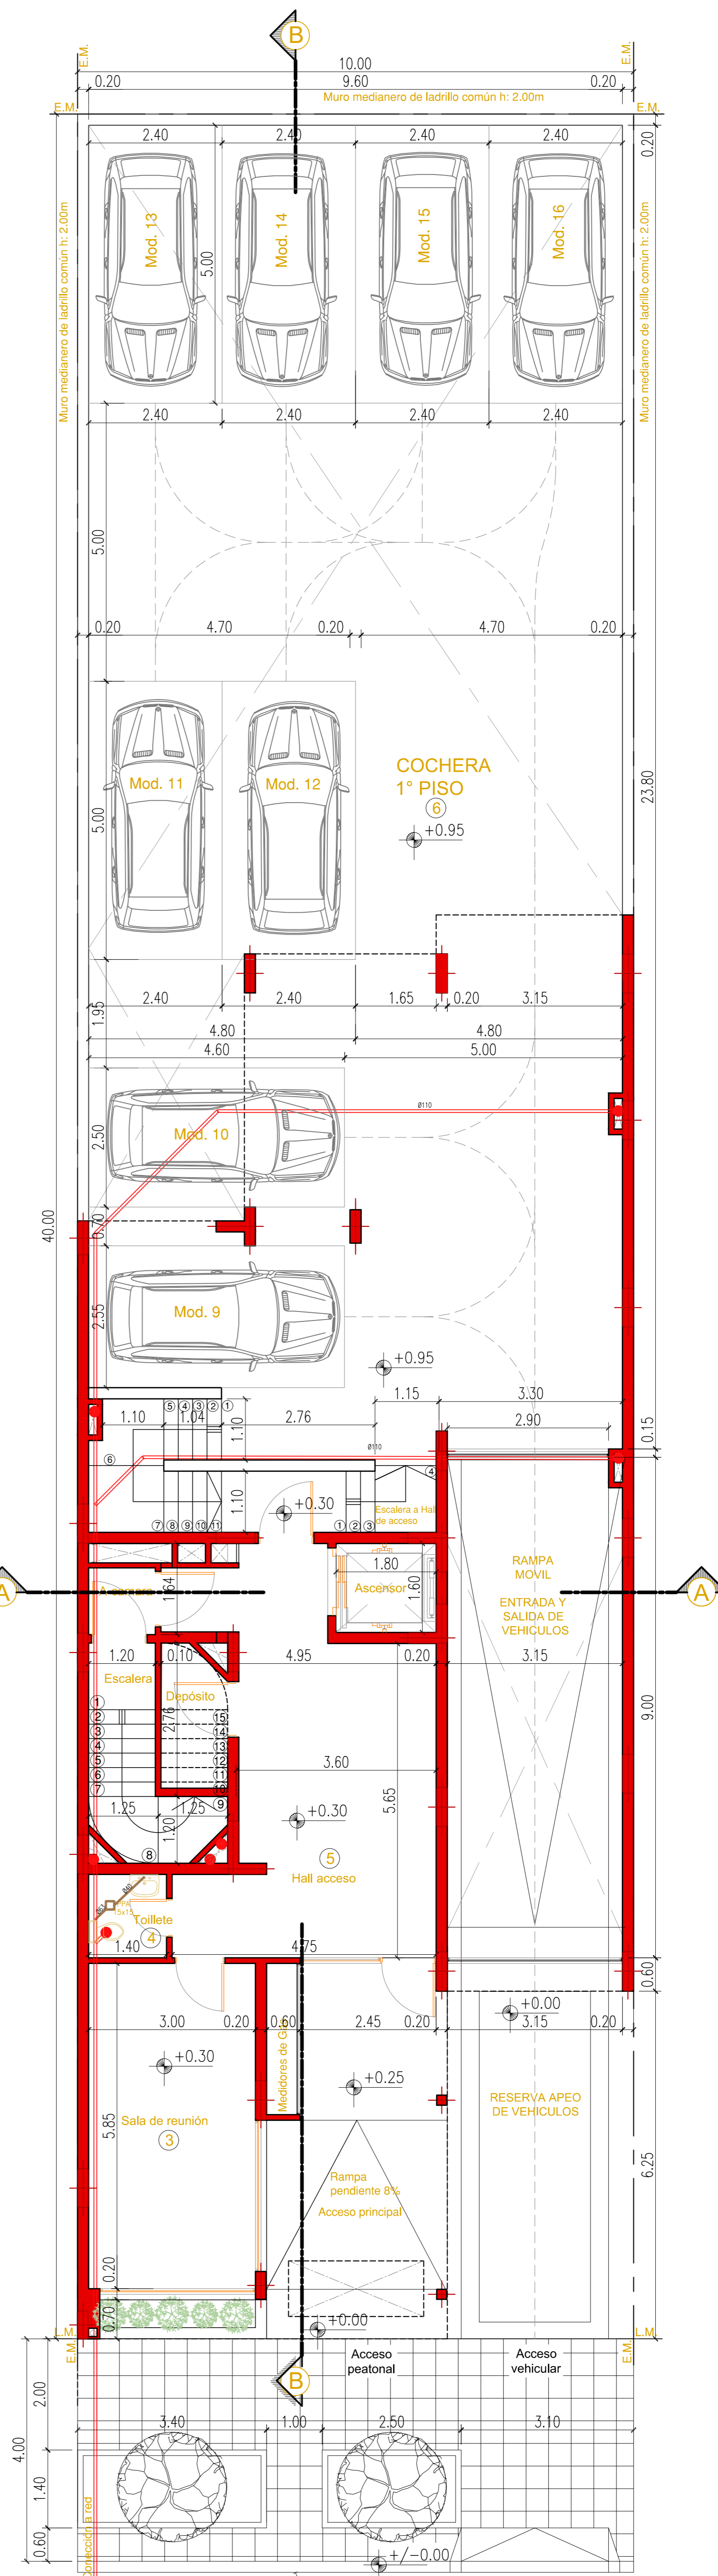 B
E.M.
E.M.
10.00
0.20
9.60
0.20
Muro medianero de ladrillo común h: 2.00m
E.M.
E.M.
2.40
2.40
2.40
2.40
0.20
Muro medianero de ladrillo común h: 2.00m
Mod. 13
Mod. 14
Mod. 15
Mod. 16
5.00
Muro medianero de ladrillo común h: 2.00m
2.40
2.40
2.40
2.40
5.00
0.20
4.70
0.20
4.70
0.20
Mod. 11
Mod. 12
COCHERA
1° PISO
6
+0.95
5.00
23.80
1.95
2.40
2.40
1.65
0.20
3.15
4.80
4.80
4.60
5.00
Ø110
Mod. 10
2.50
40.00
0.70
2.55
Mod. 9
+0.95
1.15
3.30
5
4
3
2
1
1.10
1.04
2.76
1.10
2.90
0.15
6
Ø110
4
1.10
+0.30
Escalera a Hall
de acceso
7
8
9
10
11
1
2
3
1.80
Ascensor
1.60
RAMPA
MOVIL
ENTRADA Y
SALIDA DE
VEHICULOS
A
1.64
A
1.20
0.10
4.95
0.20
3.15
Escalera
Depósito
2.76
1
2
3
4
5
6
7
15
14
13
12
11
10
9
9.00
3.60
5.65
1.25
1.25
1.20
+0.30
8
5
Hall acceso
Ø40
Ø63
PPA
15x15
Toillete
4
1.40
4.75
0.60
3.00
0.20
0.60
2.45
0.20
+0.00
3.15
0.20
+0.30
Medidores de Gas
+0.25
RESERVA APEO
DE VEHICULOS
5.85
Sala de reunión
3
6.25
Rampa
pendiente 8%
Acceso principal
0.20
0.70
+0.00
L.M.
L.M.
E.M.
E.M.
Acceso
peatonal
Acceso
vehicular
B
2.00
4.00
3.40
1.00
2.50
3.10
1.40
0.60
Conección a red
+/-0.00